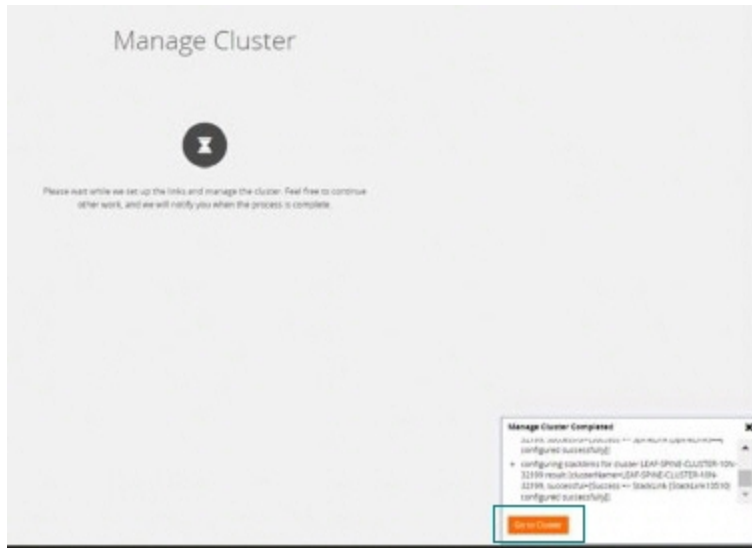 Manage Cluster
Please wait while we set up the links and manage the cluster. Feel free to continue
other work, and we will notify you when the process is complete.
Manage Cluster Completed
configured successfully]]
configuring stacklinks for cluster LEAF-SPINE-CLUSTER-10N-
32199 result [clusterName=LEAF-SPINE-CLUSTER-10N-
32199, successful=[Success <-- StackLink [StackLink10510]
configured successfully]]
Go to Cluster